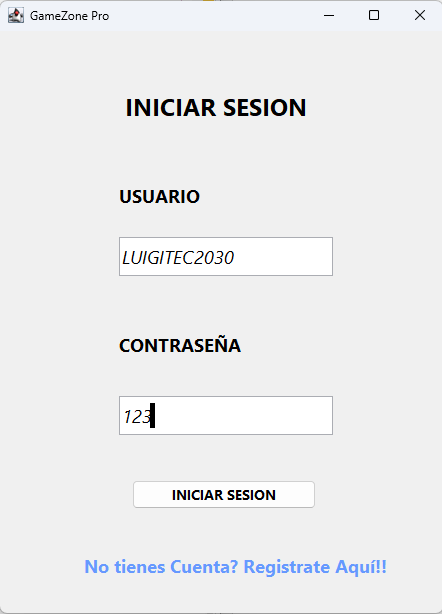 GameZone Pro
INICIAR SESION
USUARIO
LUIGITEC2030
CONTRASEÑA
123
INICIAR SESION
No tienes Cuenta? Registrate Aquí!!